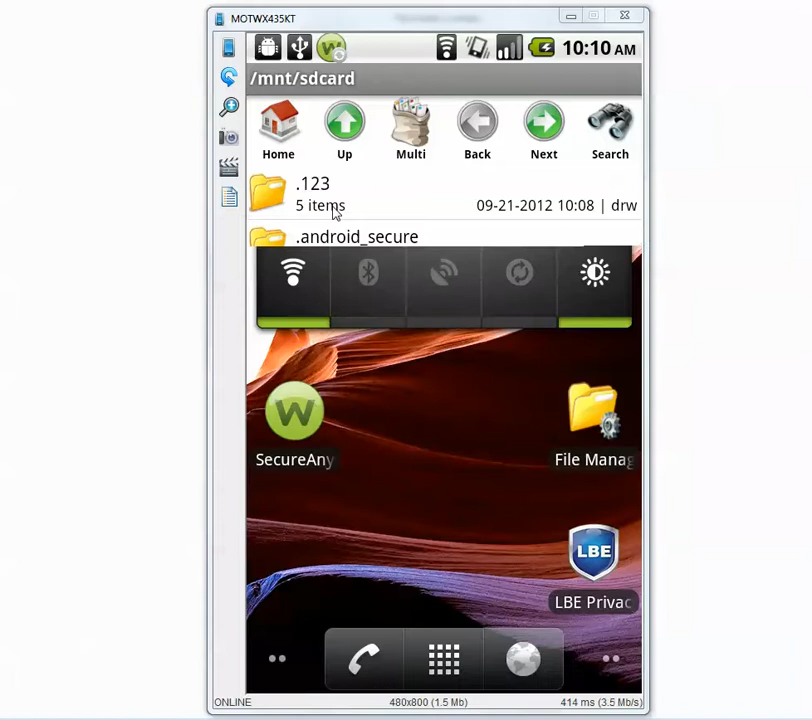 MOTWX435KT
10:10 AM
/mnt/sdcard
Home Up Multi Back Next Search
.123
5 items 09-21-2012 10:08 | drw
.android_secure
W
SecureAny File Manag
LBE
LBE Privac
ONLINE 480x800 (1.5 Mb) 414 ms (3.5 Mb/s)